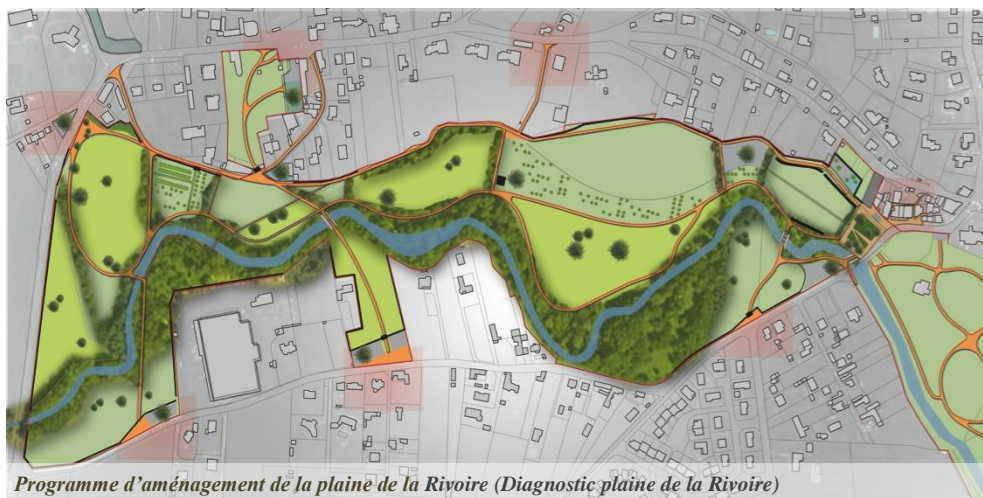 Programme d'aménagement de la plaine de la Rivoire (Diagnostic plaine de la Rivoire)